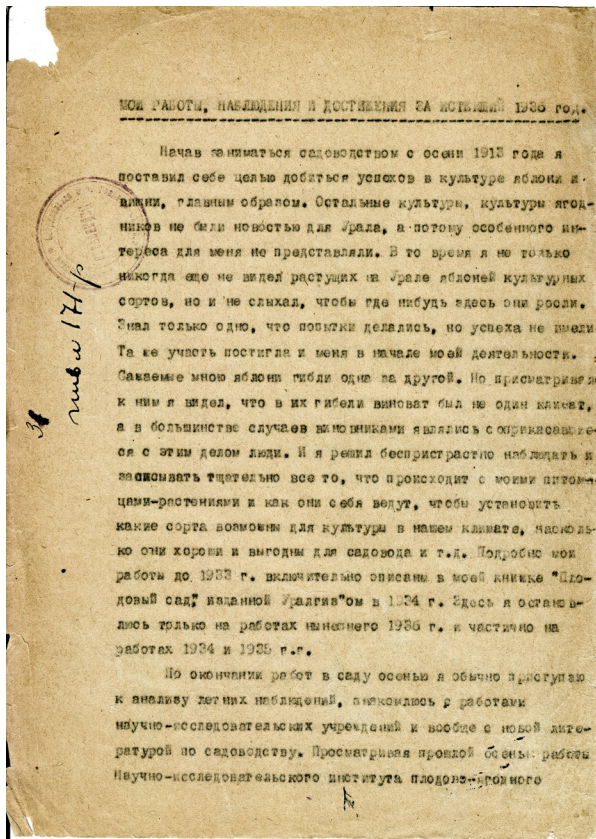 МОИ РАБОТЫ, НАБЛЮДЕНИЯ И ДОСТИЖЕНИЯ ЗА ИСТЕКШИЙ 1936 год.
Начав заниматься садоводством с осени 1913 года я
поставил себе целью добиться успехов в культуре яблони и
вишни, главным образом. Остальные культуры, культуры ягод-
ников не были новостью для Урала, а потому особенного ин-
тереса для меня не представляли. В то время я не только
никогда еще не видел растущих на Урале яблоней культурных
сортов, но и не слыхал, чтобы где нибудь здесь они росли.
Знал только одно, что попытки делались, но успеха не имели
Та же участь постигла и меня в начале моей деятельности.
Сажаемые мною яблони гибли одна за другой. Но присматривая
к ним я видел, что в их гибели виноват был не один климат,
а в большинстве случаев виновниками являлись соприкасавшие-
ся с этим делом люди. И я решил беспристрастно наблюдать и
записывать тщательно все то, что происходит с моими питом-
цами-растениями и как они себя ведут, чтобы установить
какие сорта возможны для культуры в нашем климате, насколь-
ко они хороши и выгодны для садовода и т.д. Подробно мои
работы до 1933 г. включительно описаны в моей книжке "Пло-
довый сад", изданной Уралгиз"ом в 1934 г. Здесь я останов-
люсь только на работах нынешнего 1936 г. и частично на
работах 1934 и 1935 г.г.
По окончании работ в саду осенью я обычно приступаю
к анализу летних наблюдений, знакомлюсь с работами
научно-исследовательских учреждений и вообще с новой лите-
ратурой по садоводству. Просматривая прошлой осенью работы
Научно-исследовательского института плодово-ягодного